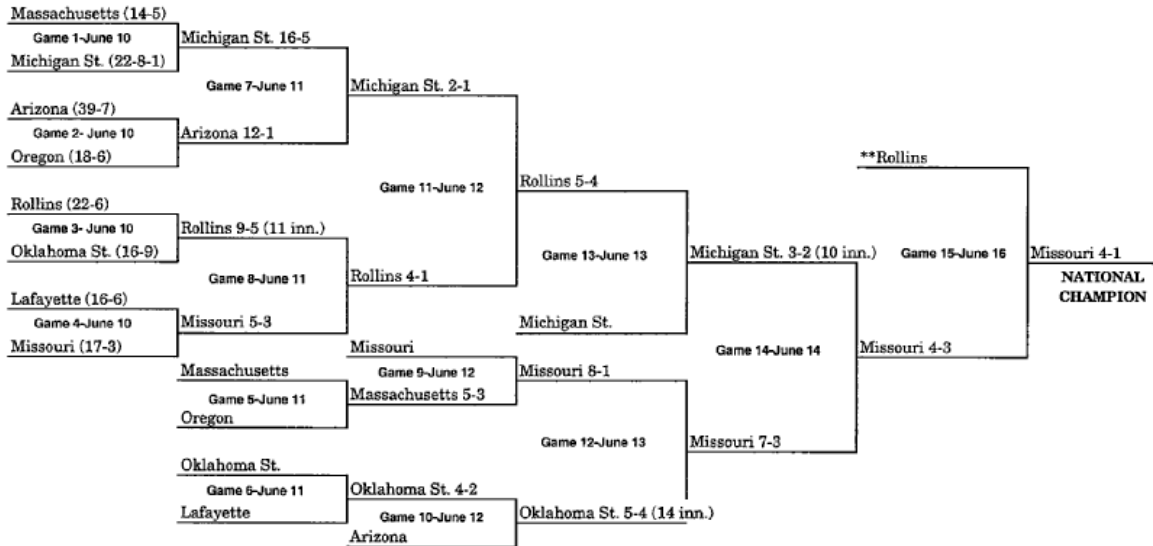 Massachusetts (14-5)
Game 1-June 10
Michigan St. (22-8-1)
Michigan St. 16-5
Game 7-June 11
Arizona (39-7)
Game 2- June 10
Oregon (18-6)
Arizona 12-1
Michigan St. 2-1
Game 11-June 12
Rollins (22-6)
Game 3- June 10
Oklahoma St. (16-9)
Rollins 9-5 (11 inn.)
Game 8-June 11
Lafayette (16-6)
Game 4-June 10
Missouri (17-3)
Missouri 5-3
Rollins 4-1
Rollins 5-4
Game 13-June 13
Michigan St.
Michigan St. 3-2 (10 inn.)
Massachusetts
Game 5-June 11
Oregon
Missouri
Game 9-June 12
Massachusetts 5-3
Missouri 8-1
Game 12-June 13
Oklahoma St.
Game 6-June 11
Lafayette
Oklahoma St. 4-2
Game 10-June 12
Arizona
Oklahoma St. 5-4 (14 inn.)
Missouri 7-3
Game 14-June 14
Missouri 4-3
**Rollins
Game 15-June 16
Missouri 4-1
NATIONAL
CHAMPION